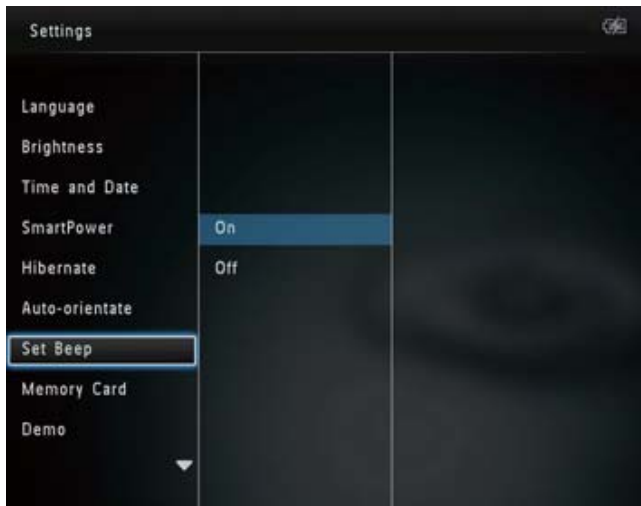 Settings
Language
Brightness
Time and Date
SmartPower
On
Hibernate
Off
Auto-orientate
Set Beep
Memory Card
Demo